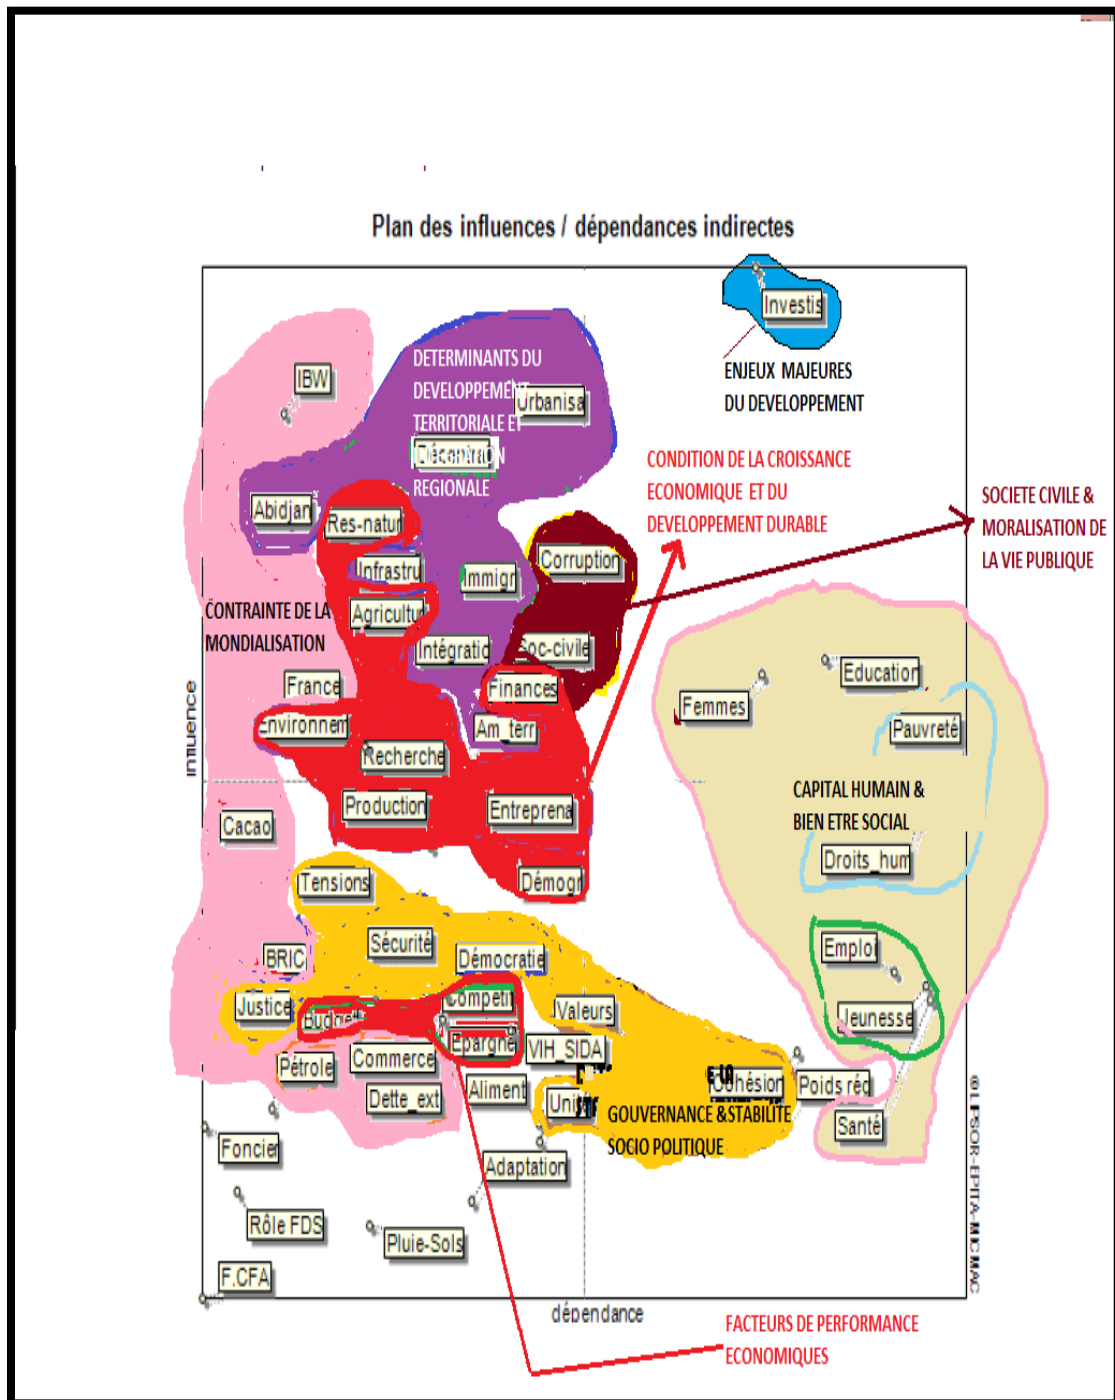 Plan des influences / dépendances indirectes
Investis
ENJEUX MAJEURES
DU DEVELOPPEMENT
IBW
DETERMINANTS DU
DEVELOPPEMENT
TERRITORIALE ET
REGIONALE
Urbanisa
Abidjan
Res-natur
Infrastru
Immigr
Agricultur
Intégratio
Corruption
Soc-civile
CONDITION DE LA CROISSANCE
ECONOMIQUE ET DU
DEVELOPPEMENT DURABLE
SOCIETE CIVILE &
MORALISATION DE
LA VIE PUBLIQUE
CONTRAINTE DE LA
MONDIALISATION
France
Finances
Environnem
Am_terr
Recherche
Production
Entreprena
Démogr
Femmes
Education
Pauvreté
CAPITAL HUMAIN &
BIEN ETRE SOCIAL
Droits_hum
Emploi
Jeunesse
influence
Cacao
Tensions
Sécurité
Démocratie
BRIC
Justice
Budget
Competit
Epargne
Valeurs
VIH_SIDA
Pétrole
Commerce
Dette_ext
Aliment
Unité
Cohésion
Poids réc
Santé
GOUVERNANCE &STABILITE
SOCIO POLITIQUE
Foncier
Adaptation
Rôle FDS
Pluie-Sols
F.CFA
dépendance
© LIPSOR-EPITA-MICMAC
FACTEURS DE PERFORMANCE
ECONOMIQUES